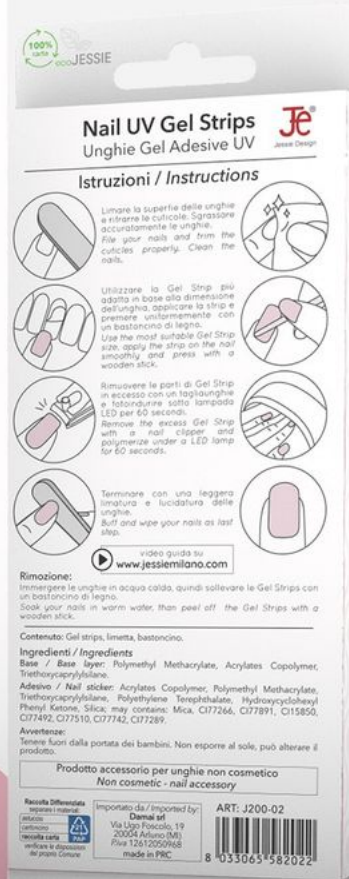 100%
carta
ecoJESSIE
Nail UV Gel Strips
Unghie Gel Adesive UV
Je®
Jessie Design
Istruzioni / Instructions
Limare la superfie delle unghie
e ritrarre le cuticole. Sgrassare
accuratamente le unghie.
File your nails and trim the
cuticles properly. Clean the
nails.
Utilizzare la Gel Strip più
adatta in base alla dimensione
dell'unghia, applicare la strip e
premere uniformemente con
un bastoncino di legno.
Use the most suitable Gel Strip
size, apply the strip on the nail
smoothly and press with a
wooden stick.
Rimuovere le parti di Gel Strip
in eccesso con un tagliaunghie
e fotoindurire sotto lampada
LED per 60 secondi.
Remove the excess Gel Strip
with a nail clipper and
polymerize under a LED lamp
for 60 seconds.
Terminare con una leggera
limatura e lucidatura delle
unghie.
Buff and wipe your nails as last
step.
video guida su
www.jessiemilano.com
Rimozione:
Immergere le unghie in acqua calda, quindi sollevare le Gel Strips con
un bastoncino di legno.
Soak your nails in warm water, than peel off the Gel Strips with a
wooden stick.
Contenuto: Gel strips, limetta, bastoncino.
Ingredienti / Ingredients
Base / Base layer: Polymethyl Methacrylate, Acrylates Copolymer,
Triethoxycaprylylsilane.
Adesivo / Nail sticker: Acrylates Copolymer, Polymethyl Methacrylate,
Triethoxycaprylylsilane, Polyethylene Terephthalate, Hydroxycyclohexyl
Phenyl Ketone, Silica; may contains: Mica, CI77266, CI77891, CI15850,
CI77492, CI77510, CI77742, CI77289.
Avvertenze:
Tenere fuori dalla portata dei bambini. Non esporre al sole, può alterare il
prodotto.
Prodotto accessorio per unghie non cosmetico
Non cosmetic - nail accessory
Raccolta Differenziata
separare i materiali:
astuccio
cartoncino
raccolta carta
verificare le disposizioni
del proprio Comune
21
PAP
Importato da / Imported by:
Damai srl
Via Ugo Foscolo, 19
20004 Arluno (MI)
P.iva 12612050968
made in PRC
ART: J200-02
8 033065 582022